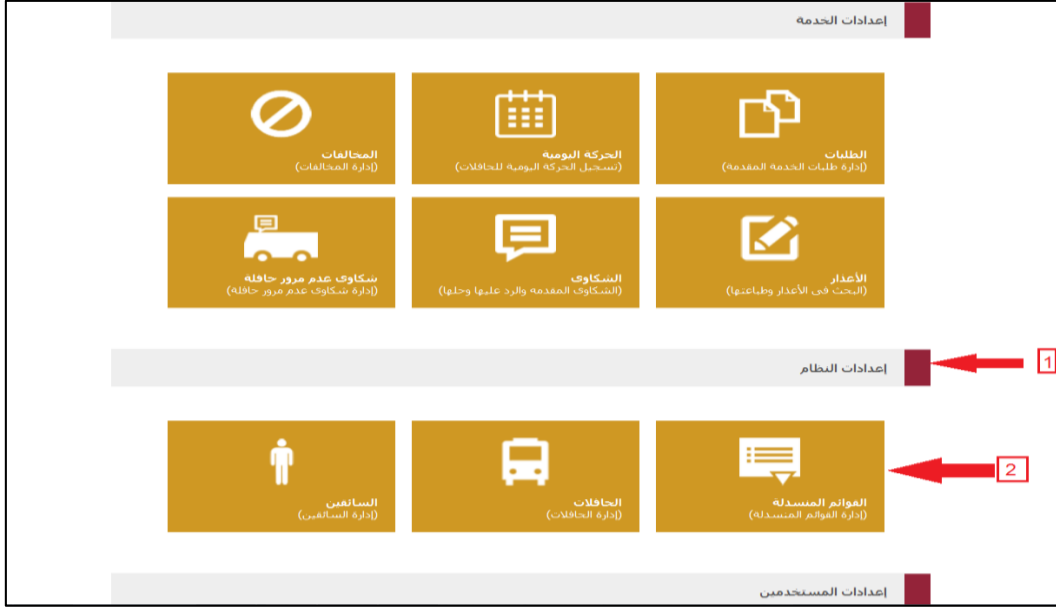 إعدادات الخدمة
الطلبات
(إدارة طلبات الخدمة المقدمة)
الحركة اليومية
(تسجيل الحركة اليومية للحافلات)
المخالفات
(إدارة المخالفات)
الأعذار
(البحث فى الأعذار وطباعتها)
الشكاوى
(الشكاوى المقدمه والرد عليها وحلها)
شكاوى عدم مرور حافلة
(إدارة شكاوى عدم مرور حافلة)
إعدادات النظام
1
القوائم المنسدلة
(إدارة القوائم المنسدلة)
2
الحافلات
(إدارة الحافلات)
السائقين
(إدارة السائقين)
إعدادات المستخدمين